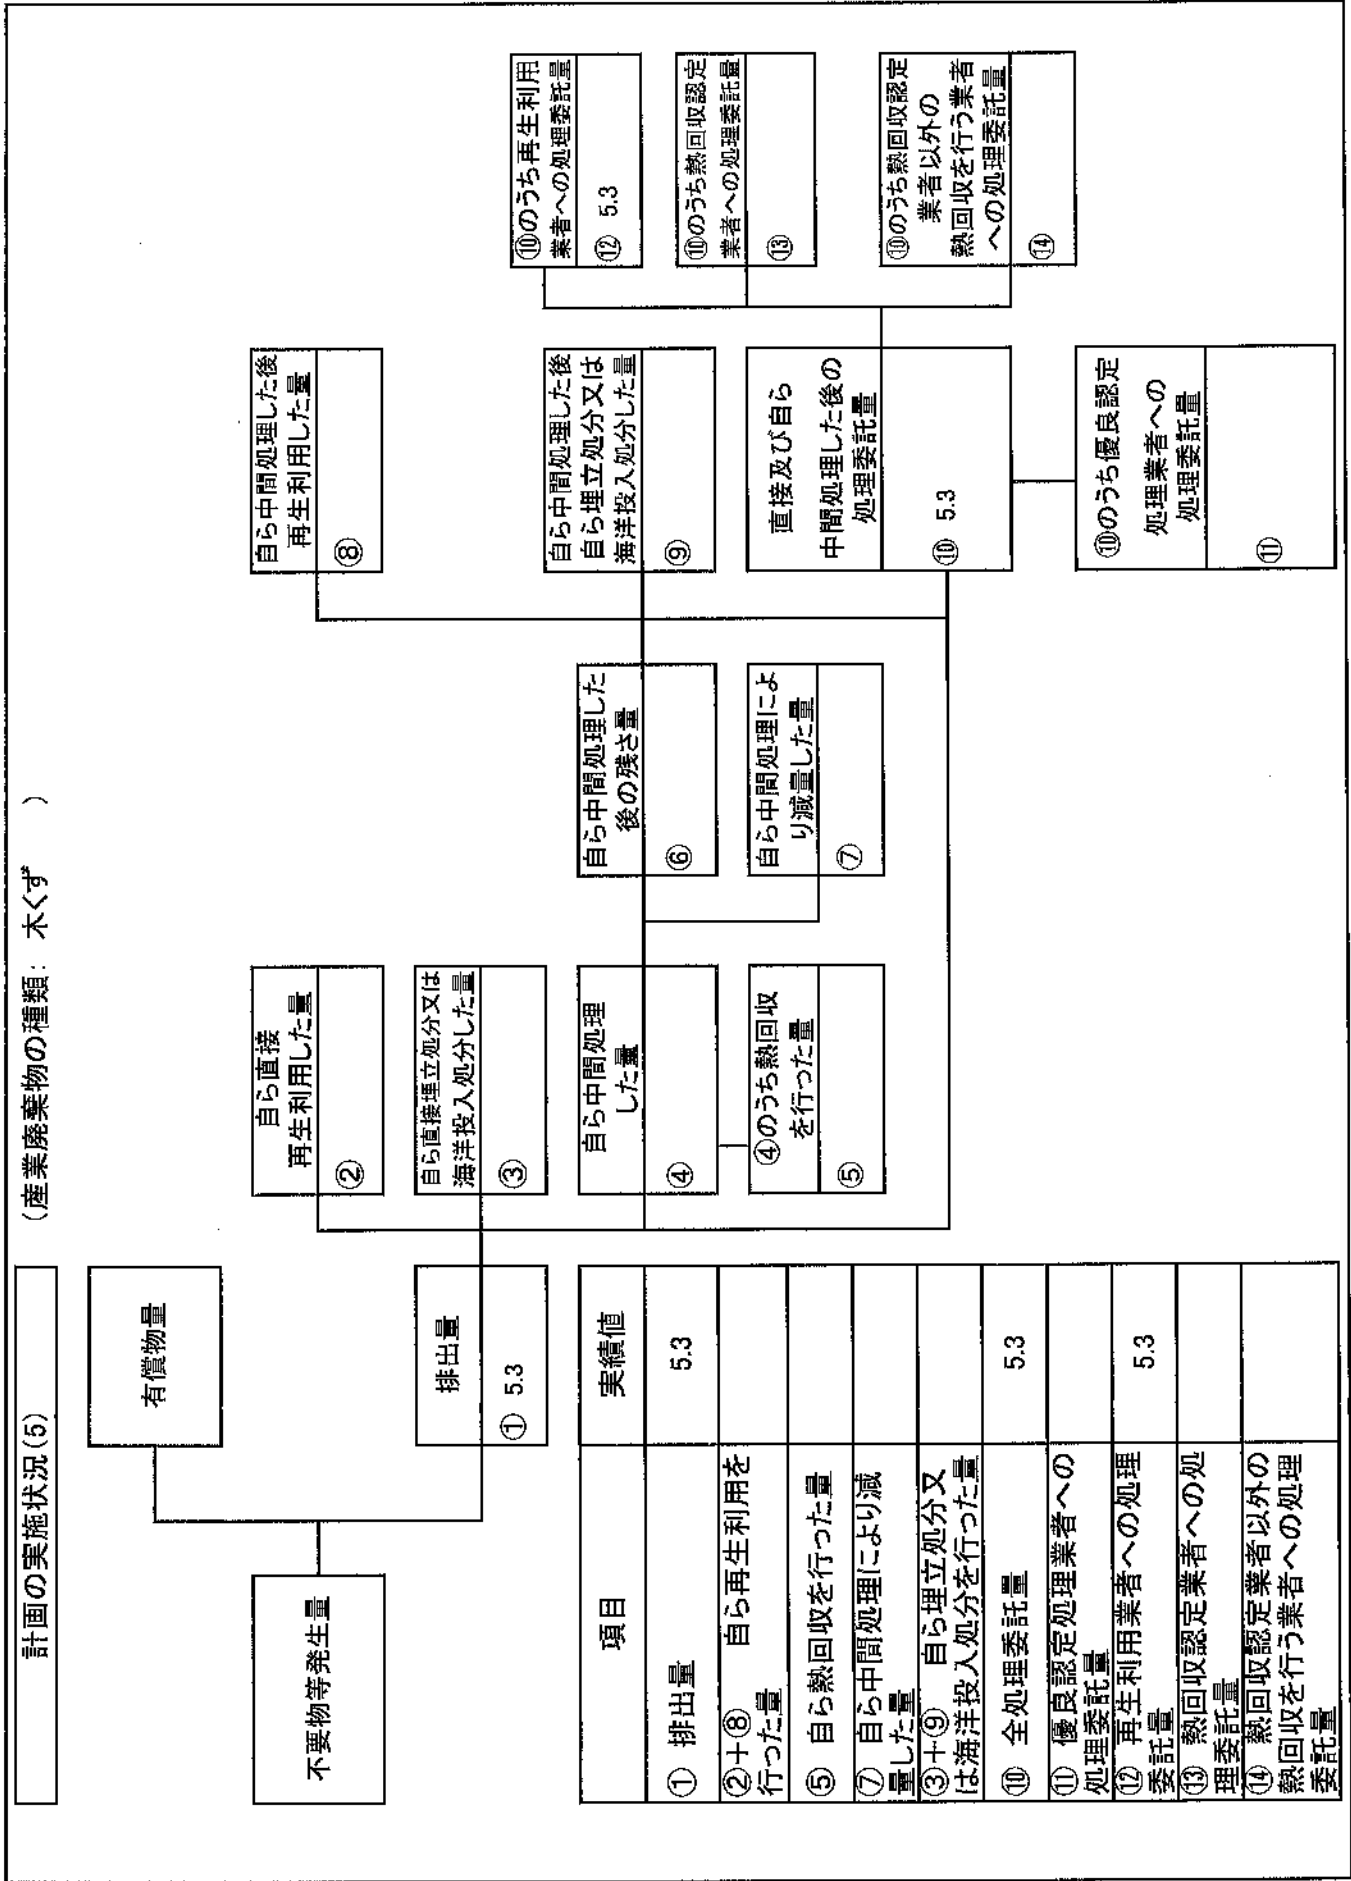 計画の実施状況(5)
(産業廃棄物の種類： 木くず )
不要物等発生量
有償物量
排出量
① 5.3
自ら直接
再生利用した量
②
自ら直接埋立処分又は
海洋投入処分した量
③
自ら中間処理
した量
④
④のうち熱回収
を行った量
⑤
自ら中間処理した
後の残さ量
⑥
自ら中間処理によ
り減量した量
⑦
自ら中間処理した後
再生利用した量
⑧
自ら中間処理した後
自ら埋立処分又は
海洋投入処分した量
⑨
直接及び自ら
中間処理した後の
処理委託量
⑩ 5.3
⑩のうち優良認定
処理業者への
処理委託量
⑪
⑩のうち再生利用
業者への処理委託量
⑫ 5.3
⑩のうち熱回収認定
業者への処理委託量
⑬
⑩のうち熱回収認定
業者以外の
熱回収を行う業者
への処理委託量
⑭
項目 実績値
① 排出量 5.3
②＋⑧ 自ら再生利用を
行った量
⑤ 自ら熱回収を行った量
⑦ 自ら中間処理により減
量した量
③＋⑨ 自ら埋立処分又
は海洋投入処分を行った量
⑩ 全処理委託量 5.3
⑪ 優良認定処理業者への
処理委託量
⑫ 再生利用業者への処理
委託量 5.3
⑬ 熱回収認定業者への処
理委託量
⑭ 熱回収認定業者以外の
熱回収を行う業者への処理
委託量